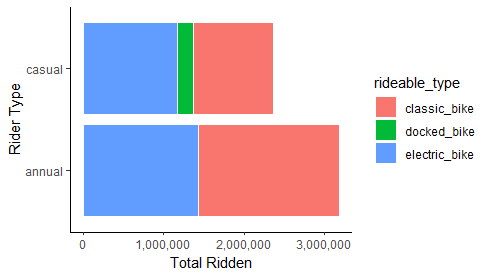 Rider Type
casual
annual
0
1,000,000
2,000,000
3,000,000
Total Ridden
rideable_type
classic_bike
docked_bike
electric_bike